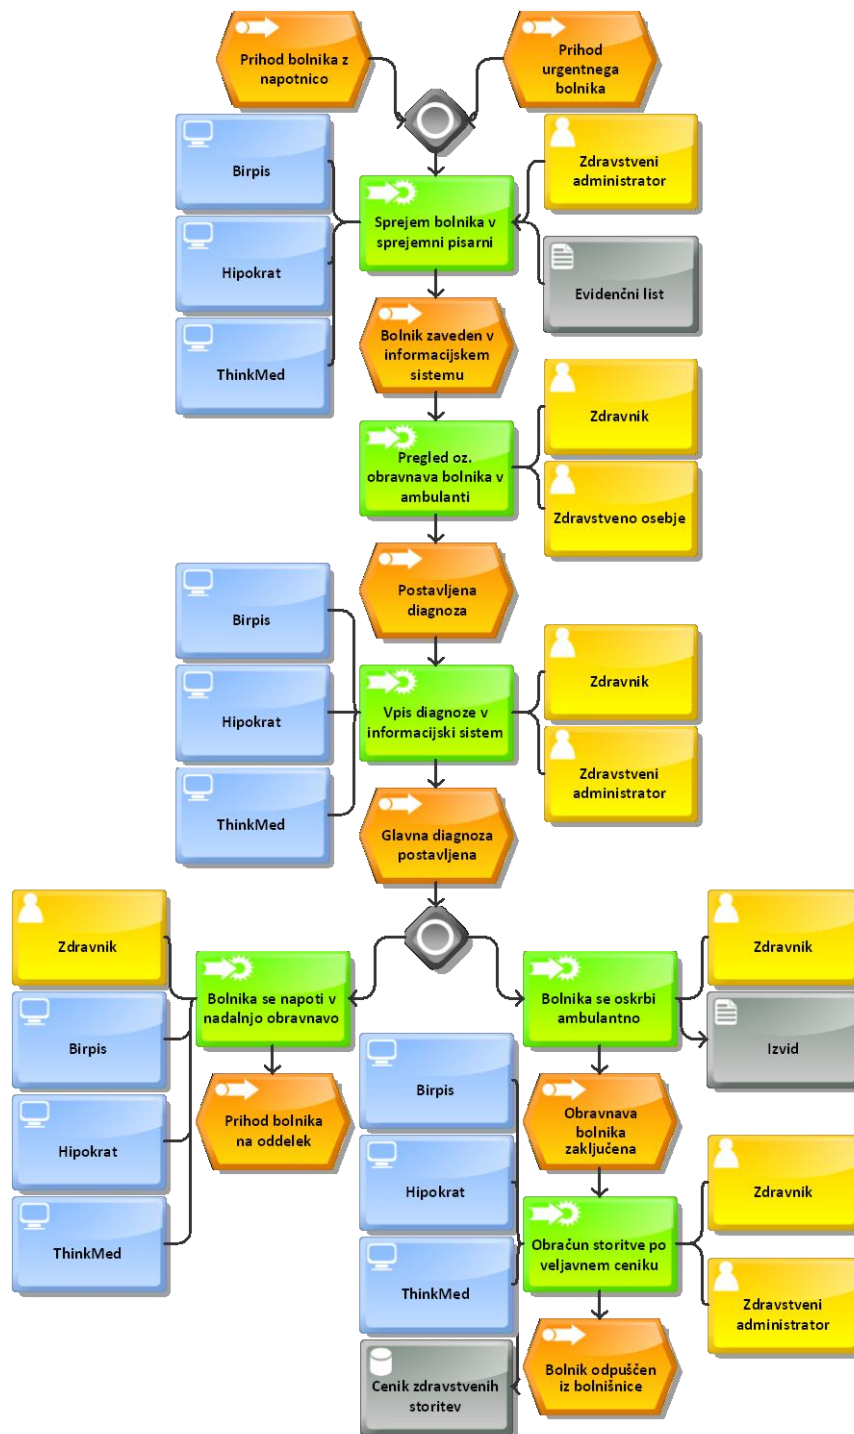 Prihod bolnika z
napotnico
Prihod
urgentnega
bolnika
Birpis
Zdravstveni
administrator
Sprejem bolnika v
sprejemni pisarni
Hipokrat
Evidenčni list
Bolnik zaveden v
informacijskem
sistemu
ThinkMed
Zdravnik
Pregled oz.
obravnava bolnika v
ambulanti
Zdravstveno osebje
Postavljena
diagnoza
Birpis
Zdravnik
Vpis diagnoze v
informacijski sistem
Hipokrat
Zdravstveni
administrator
ThinkMed
Glavna diagnoza
postavljena
Zdravnik
Bolnika se napoti v
nadalnjo obravnavo
Bolnika se oskrbi
ambulantno
Zdravnik
Birpis
Izvid
Birpis
Prihod bolnika
na oddelek
Obravnava
bolnika
zaključena
Hipokrat
Hipokrat
Zdravnik
ThinkMed
Obračun storitve po
veljavnem ceniku
ThinkMed
Zdravstveni
administrator
Cenik zdravstvenih
storitev
Bolnik odpuščen
iz bolnišnice